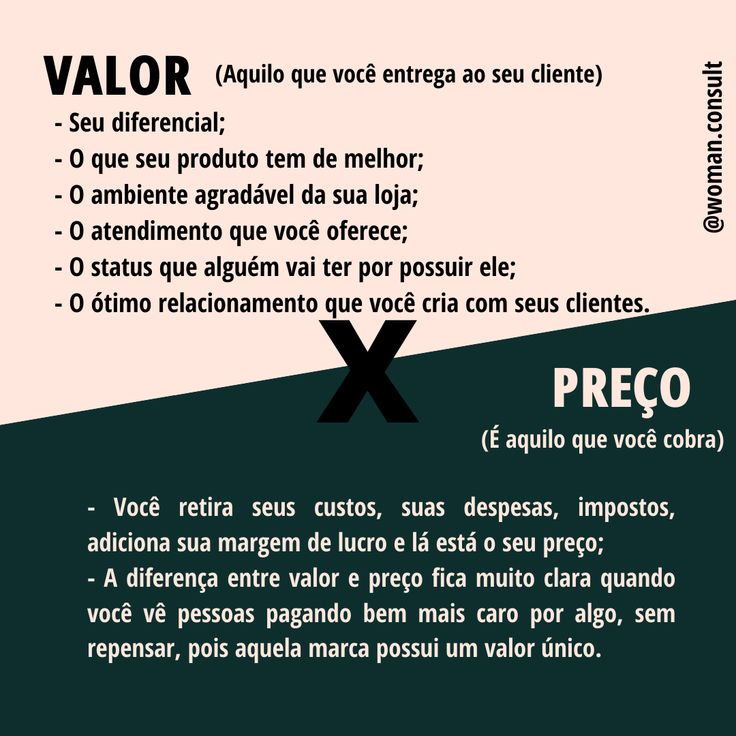 VALOR (Aquilo que você entrega ao seu cliente)
- Seu diferencial;
- O que seu produto tem de melhor;
- O ambiente agradável da sua loja;
- O atendimento que você oferece;
- O status que alguém vai ter por possuir ele;
- O ótimo relacionamento que você cria com seus clientes.
@woman.consult
X
PREÇO
(É aquilo que você cobra)
- Você retira seus custos, suas despesas, impostos,
adiciona sua margem de lucro e lá está o seu preço;
- A diferença entre valor e preço fica muito clara quando
você vê pessoas pagando bem mais caro por algo, sem
repensar, pois aquela marca possui um valor único.